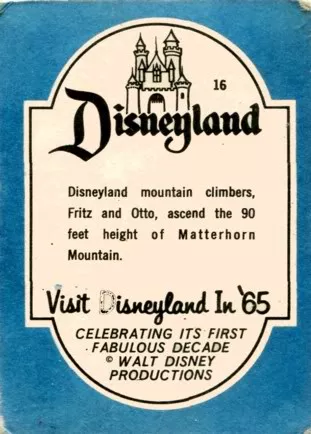 16
Disneyland
Disneyland mountain climbers,
Fritz and Otto, ascend the 90
feet height of Matterhorn
Mountain.
Visit Disneyland In '65
CELEBRATING ITS FIRST
FABULOUS DECADE
© WALT DISNEY
PRODUCTIONS